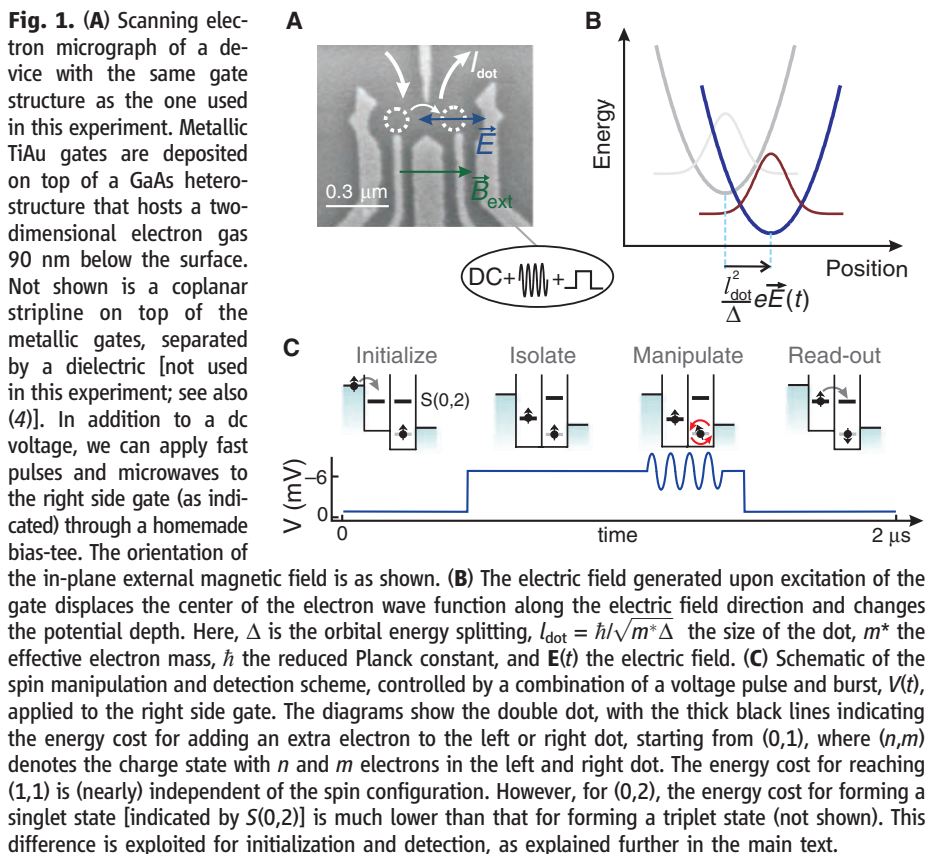 Fig. 1. (A) Scanning elec-
tron micrograph of a de-
vice with the same gate
structure as the one used
in this experiment. Metallic
TiAu gates are deposited
on top of a GaAs hetero-
structure that hosts a two-
dimensional electron gas
90 nm below the surface.
Not shown is a coplanar
stripline on top of the
metallic gates, separated
by a dielectric [not used
in this experiment; see also
(4)]. In addition to a dc
voltage, we can apply fast
pulses and microwaves to
the right side gate (as indi-
cated) through a homemade
bias-tee. The orientation of
the in-plane external magnetic field is as shown. (B) The electric field generated upon excitation of the
gate displaces the center of the electron wave function along the electric field direction and changes
the potential depth. Here, Δ is the orbital energy splitting, l_dot = ħ/√(m*Δ) the size of the dot, m* the
effective electron mass, ħ the reduced Planck constant, and E(t) the electric field. (C) Schematic of the
spin manipulation and detection scheme, controlled by a combination of a voltage pulse and burst, V(t),
applied to the right side gate. The diagrams show the double dot, with the thick black lines indicating
the energy cost for adding an extra electron to the left or right dot, starting from (0,1), where (n,m)
denotes the charge state with n and m electrons in the left and right dot. The energy cost for reaching
(1,1) is (nearly) independent of the spin configuration. However, for (0,2), the energy cost for forming a
singlet state [indicated by S(0,2)] is much lower than that for forming a triplet state (not shown). This
difference is exploited for initialization and detection, as explained further in the main text.
A
I_dot
E⃗
B⃗_ext
0.3 μm
DC+ +
B
Energy
Position
l²_dot/Δ eE⃗(t)
C
Initialize Isolate Manipulate Read-out
S(0,2)
V (mV)
–6
0
0 time 2 μs